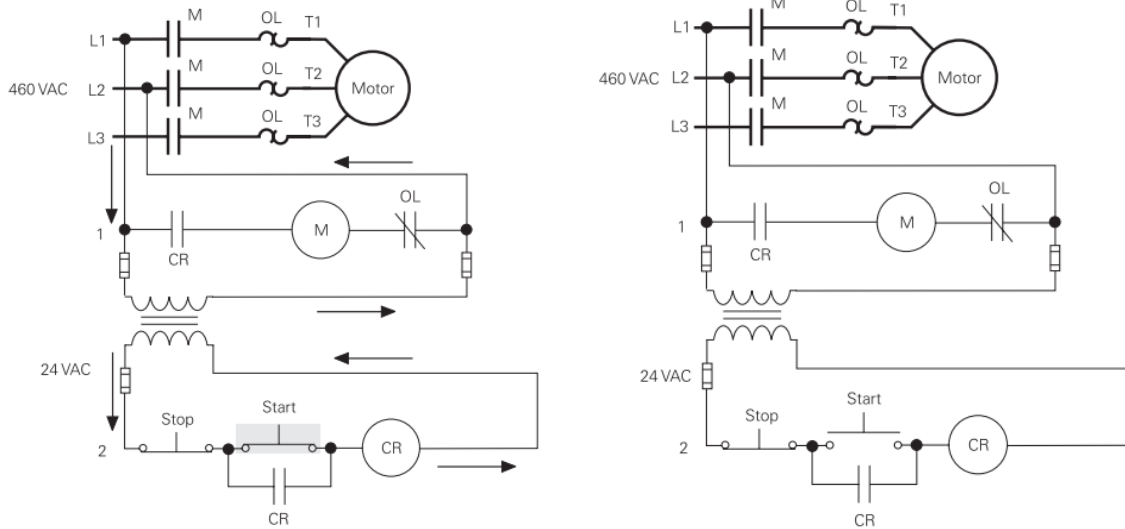 M OL T1
L1
M OL T2
460 VAC L2 Motor
M OL T3
L3
OL
1 M
CR
24 VAC
Stop Start
2 CR
CR
M OL T1
L1
M OL T2
460 VAC L2 Motor
M OL T3
L3
OL
1 M
CR
24 VAC
Stop Start
2 CR
CR